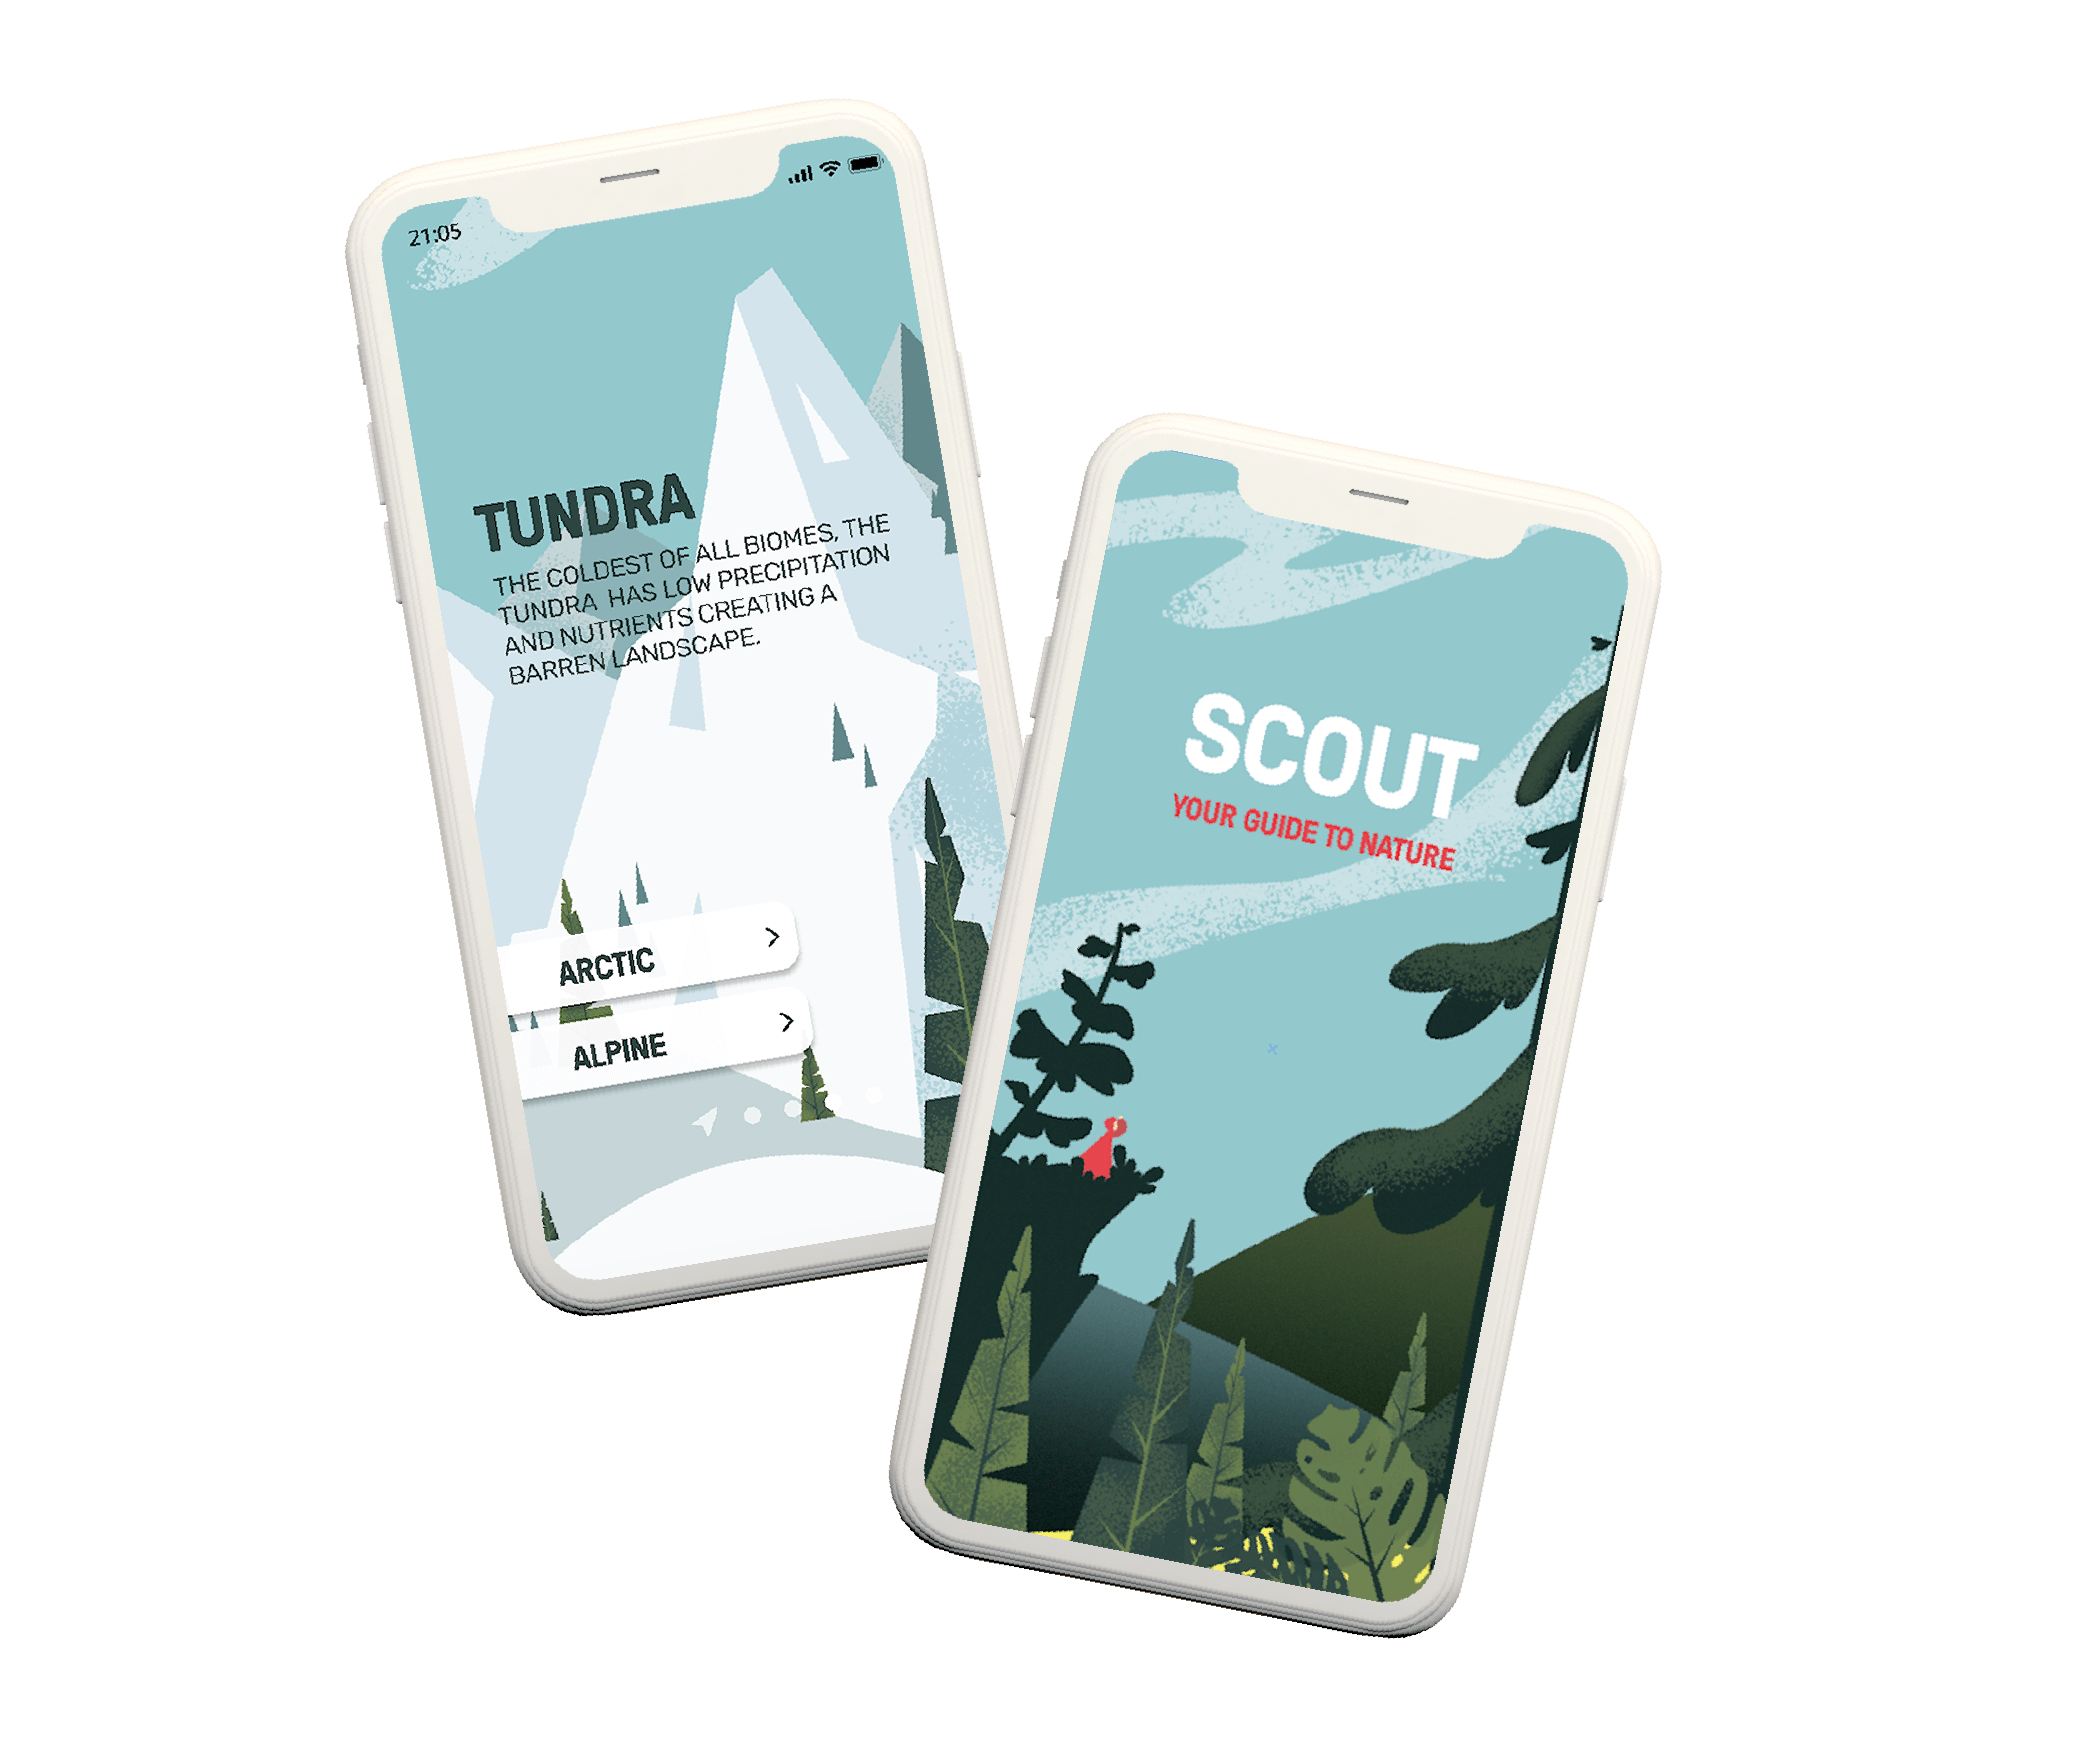 21:05
TUNDRA
THE COLDEST OF ALL BIOMES, THE
TUNDRA HAS LOW PRECIPITATION
AND NUTRIENTS CREATING A
BARREN LANDSCAPE.
ARCTIC
ALPINE
SCOUT
YOUR GUIDE TO NATURE